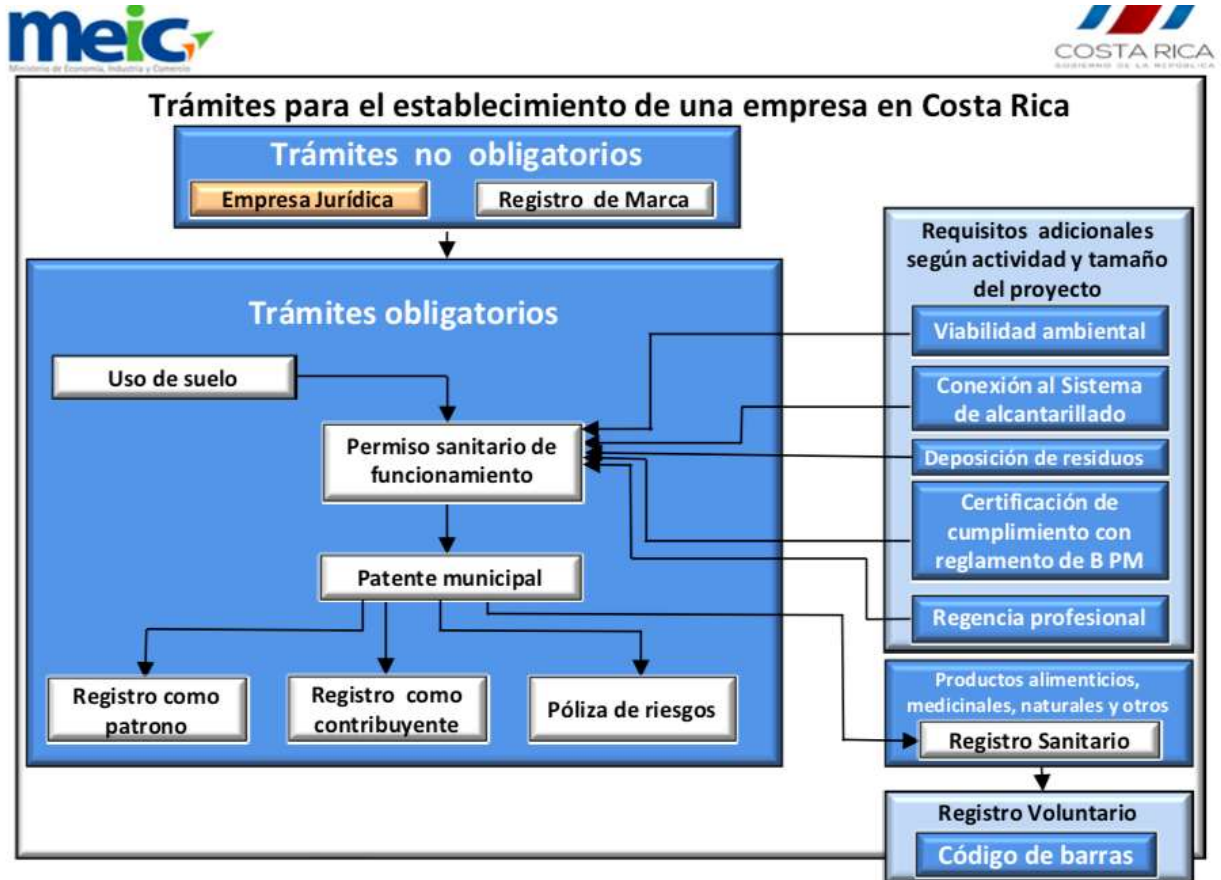 meic
Ministerio de Economía, Industria y Comercio
COSTA RICA
GOBIERNO DE LA REPÚBLICA
Trámites para el establecimiento de una empresa en Costa Rica
Trámites no obligatorios
Empresa Jurídica
Registro de Marca
Trámites obligatorios
Uso de suelo
Permiso sanitario de
funcionamiento
Patente municipal
Registro como
patrono
Registro como
contribuyente
Póliza de riesgos
Requisitos adicionales
según actividad y tamaño
del proyecto
Viabilidad ambiental
Conexión al Sistema
de alcantarillado
Deposición de residuos
Certificación de
cumplimiento con
reglamento de B PM
Regencia profesional
Productos alimenticios,
medicinales, naturales y otros
Registro Sanitario
Registro Voluntario
Código de barras